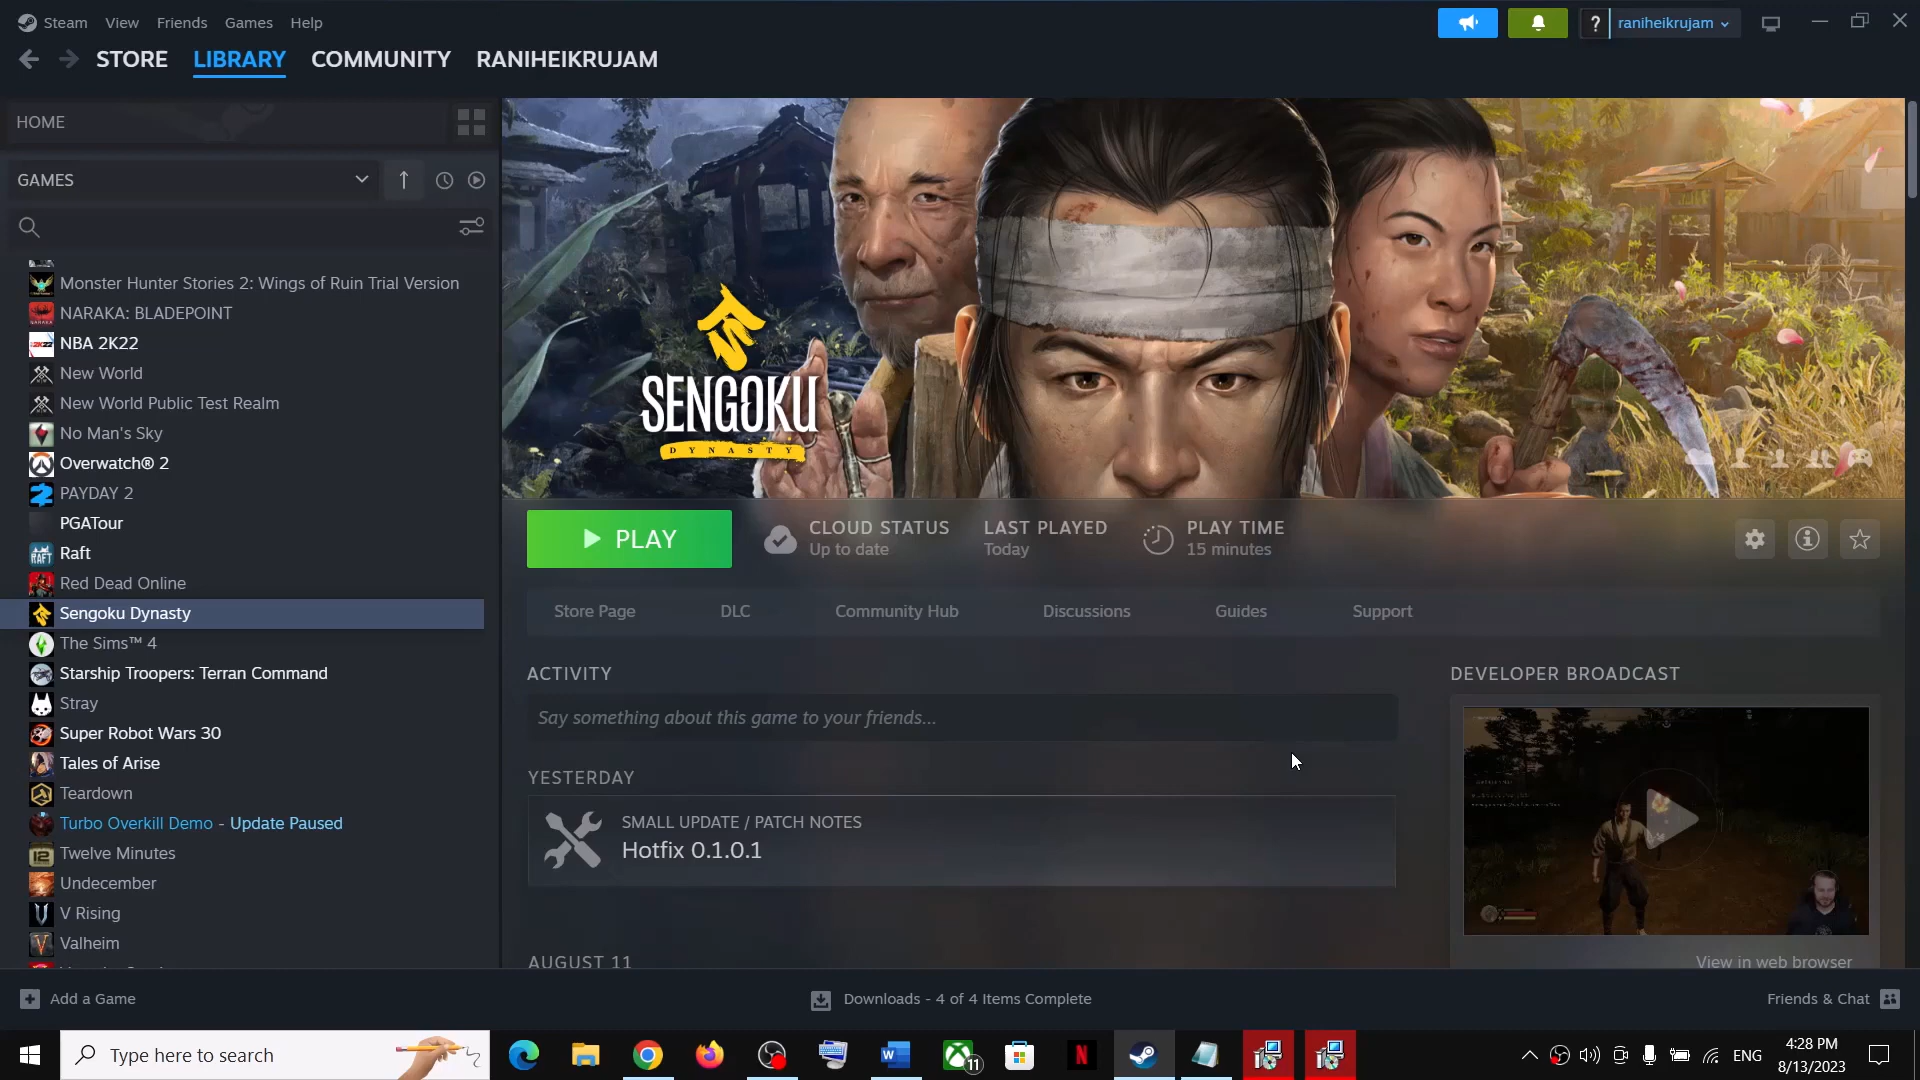 Steam View Friends Games Help
raniheikrujam
STORE LIBRARY COMMUNITY RANIHEIKRUJAM
HOME
GAMES
Monster Hunter Stories 2: Wings of Ruin Trial Version
NARAKA: BLADEPOINT
NBA 2K22
New World
New World Public Test Realm
No Man's Sky
Overwatch® 2
PAYDAY 2
PGATour
Raft
Red Dead Online
Sengoku Dynasty
The Sims™ 4
Starship Troopers: Terran Command
Stray
Super Robot Wars 30
Tales of Arise
Teardown
Turbo Overkill Demo - Update Paused
Twelve Minutes
Undecember
V Rising
Valheim
SENGOKU
DYNASTY
PLAY
CLOUD STATUS
Up to date
LAST PLAYED
Today
PLAY TIME
15 minutes
Store Page DLC Community Hub Discussions Guides Support
ACTIVITY
Say something about this game to your friends...
YESTERDAY
SMALL UPDATE / PATCH NOTES
Hotfix 0.1.0.1
AUGUST 11
DEVELOPER BROADCAST
View in web browser
Add a Game
Downloads - 4 of 4 Items Complete
Friends & Chat
Type here to search
11
ENG
4:28 PM
8/13/2023